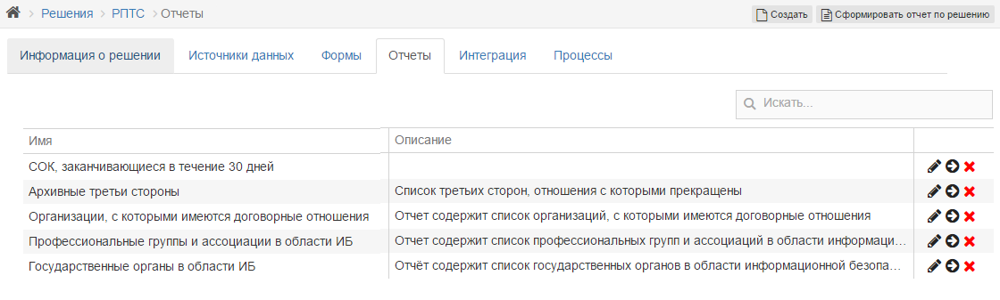 Решения РПТС Отчеты Создать Сформировать отчет по решению
Информация о решении Источники данных Формы Отчеты Интеграция Процессы
Искать...
Имя Описание
СОК, заканчивающиеся в течение 30 дней
Архивные третьи стороны Список третьих сторон, отношения с которыми прекращены
Организации, с которыми имеются договорные отношения Отчет содержит список организаций, с которыми имеются договорные отношения
Профессиональные группы и ассоциации в области ИБ Отчет содержит список профессиональных групп и ассоциаций в области информаци...
Государственные органы в области ИБ Отчёт содержит список государственных органов в области информационной безопа...